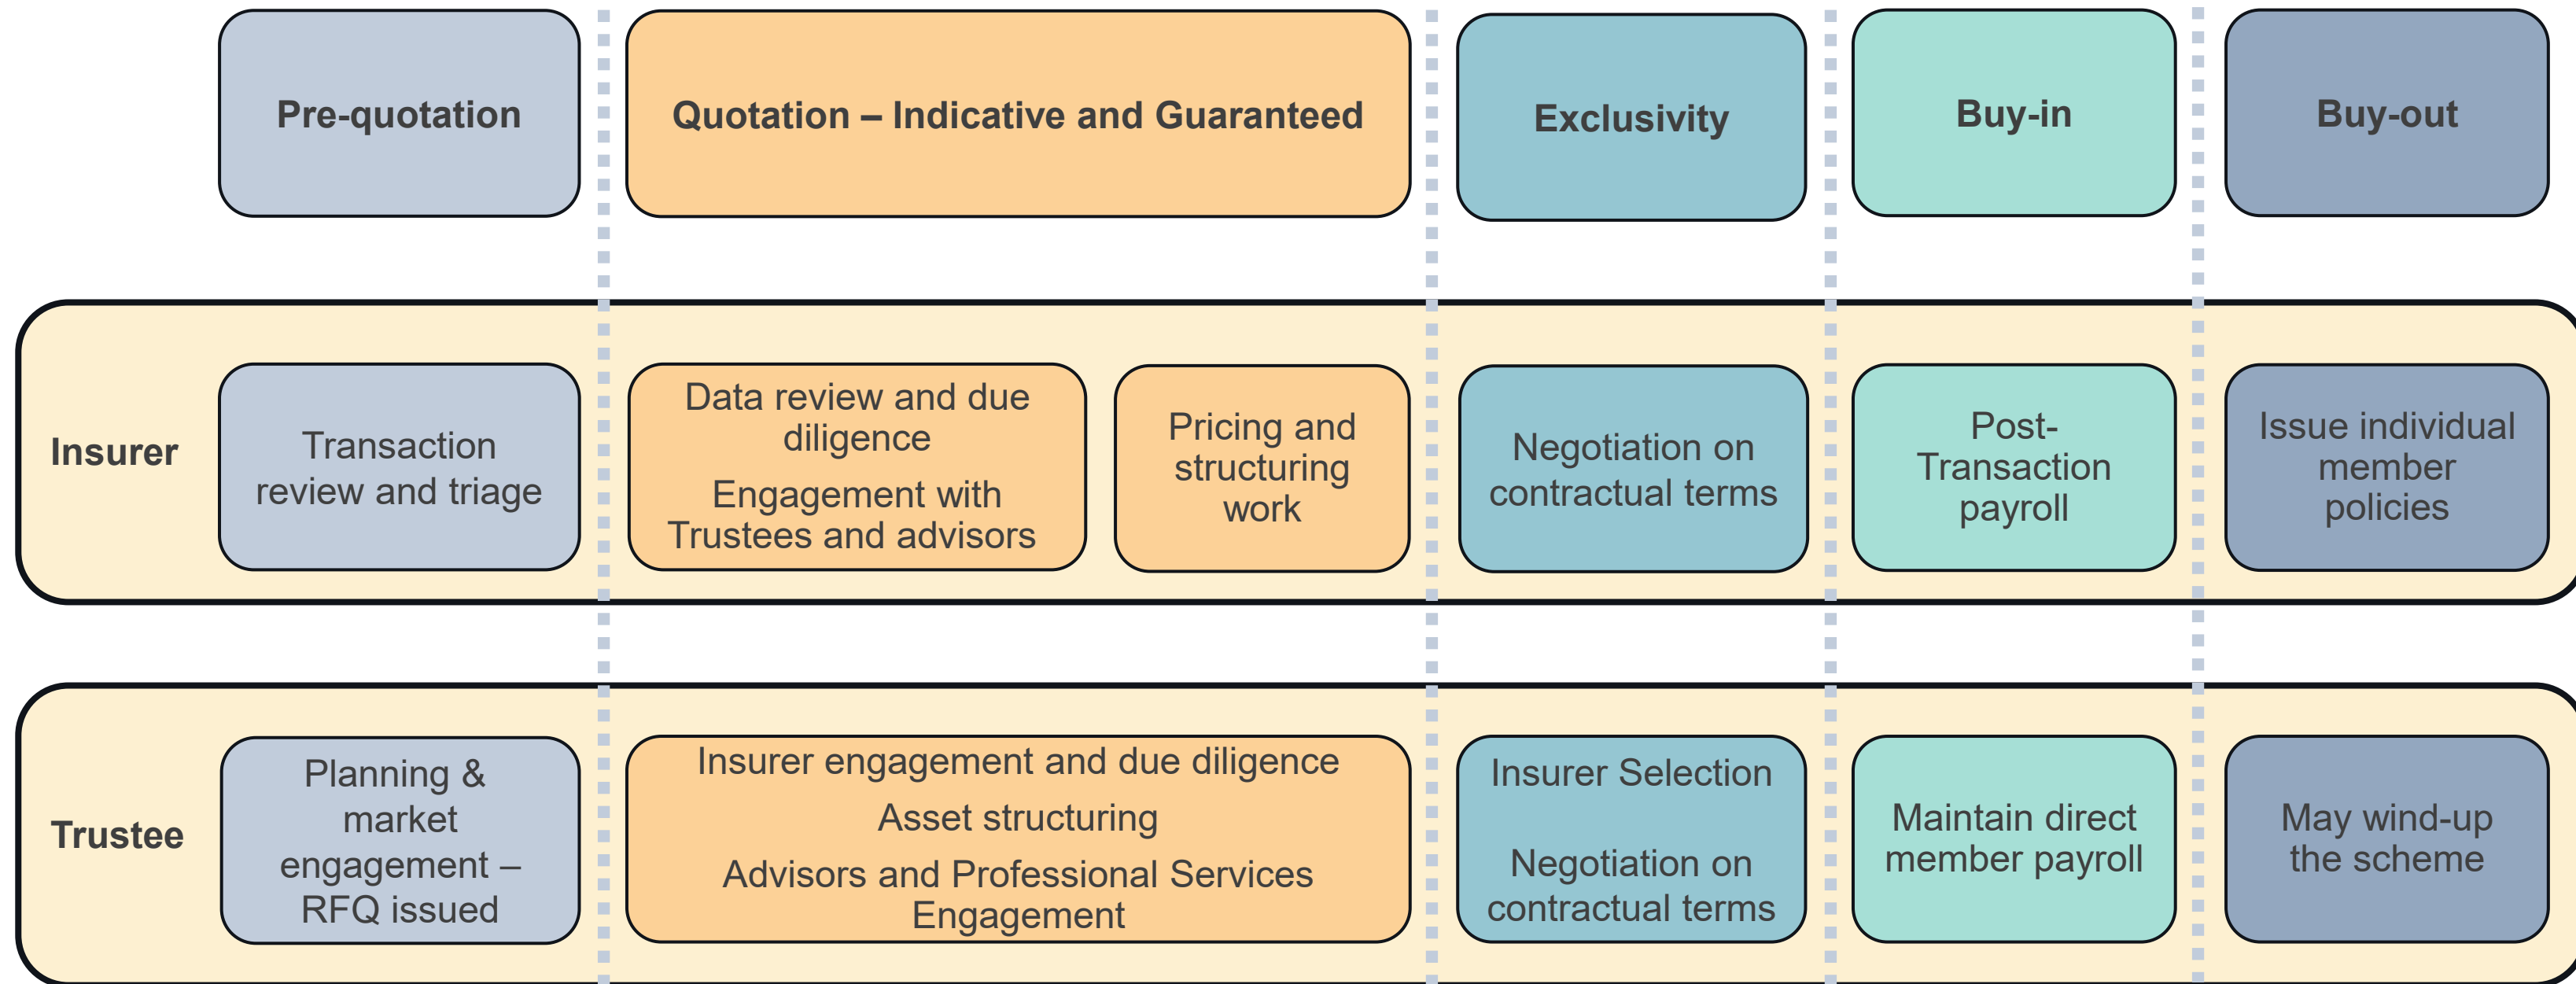 Pre-quotation
Quotation – Indicative and Guaranteed
Exclusivity
Buy-in
Buy-out
Insurer
Transaction
review and triage
Data review and due
diligence
Engagement with
Trustees and advisors
Pricing and
structuring
work
Negotiation on
contractual terms
Post-
Transaction
payroll
Issue individual
member
policies
Trustee
Planning &
market
engagement –
RFQ issued
Insurer engagement and due diligence
Asset structuring
Advisors and Professional Services
Engagement
Insurer Selection
Negotiation on
contractual terms
Maintain direct
member payroll
May wind-up
the scheme